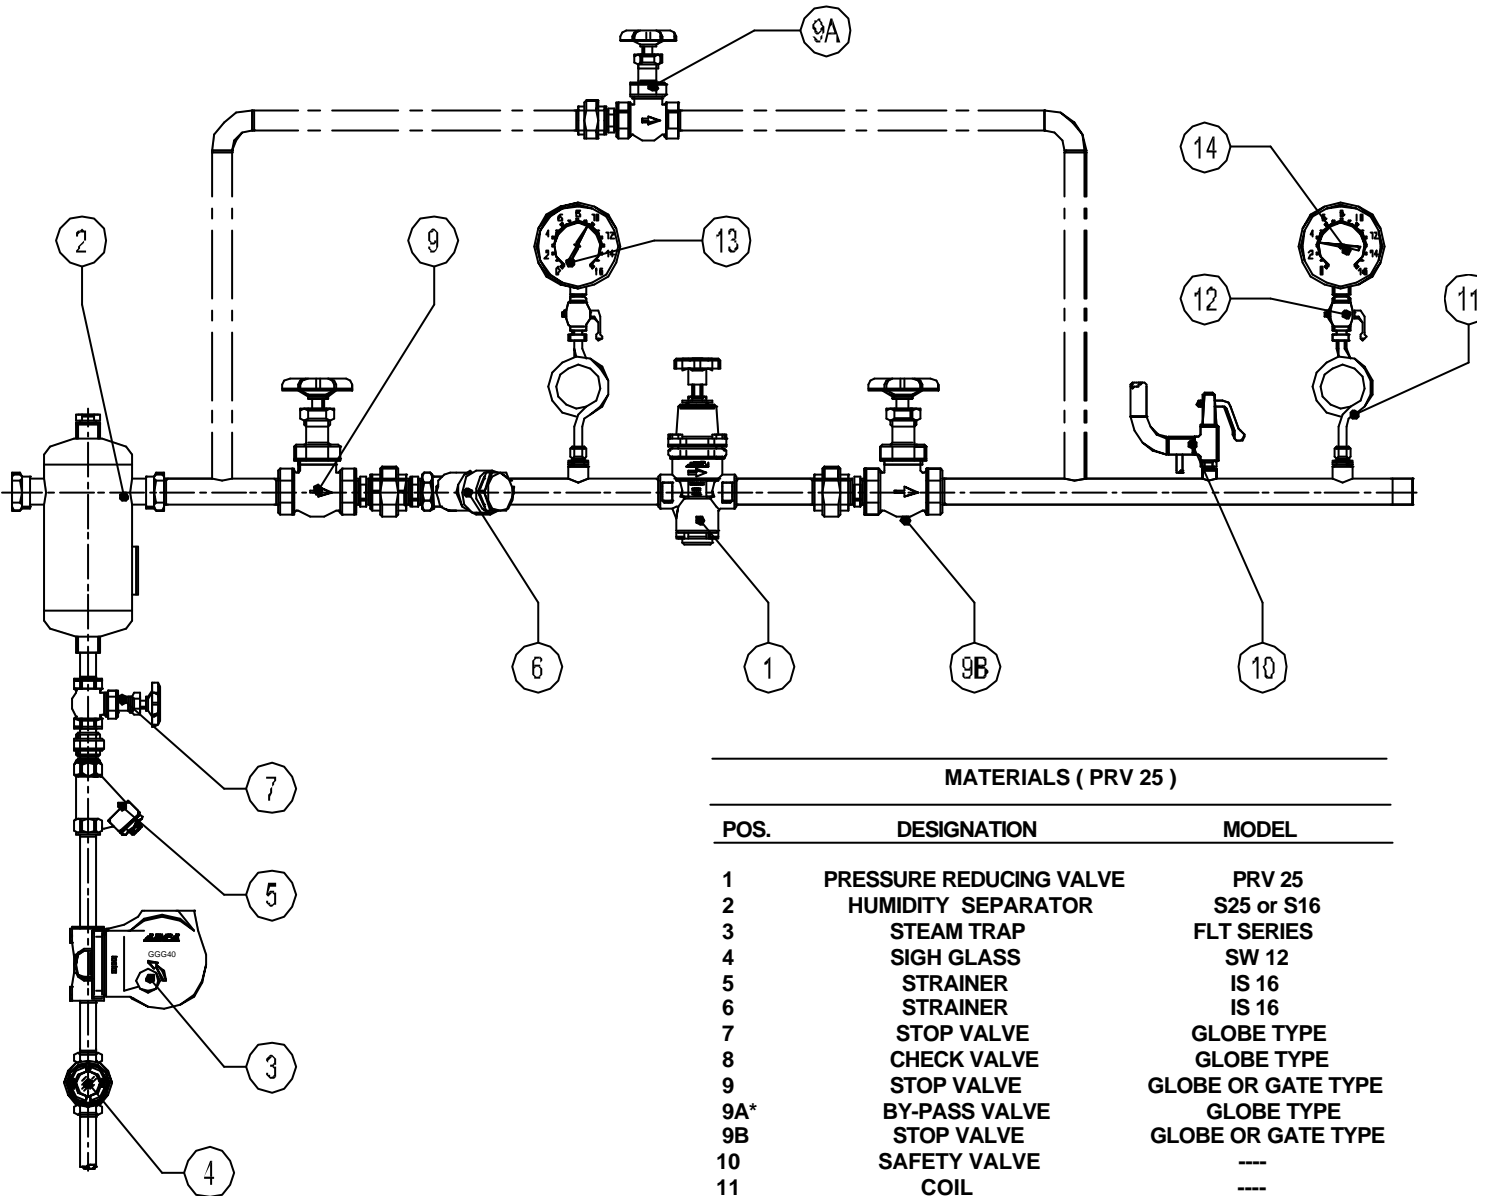 9A
14
2
9
13
12
11
6
1
9B
10
7
5
GGG40
3
4
MATERIALS ( PRV 25 )
POS. DESIGNATION MODEL
1 PRESSURE REDUCING VALVE PRV 25
2 HUMIDITY SEPARATOR S25 or S16
3 STEAM TRAP FLT SERIES
4 SIGH GLASS SW 12
5 STRAINER IS 16
6 STRAINER IS 16
7 STOP VALVE GLOBE TYPE
8 CHECK VALVE GLOBE TYPE
9 STOP VALVE GLOBE OR GATE TYPE
9A* BY-PASS VALVE GLOBE TYPE
9B STOP VALVE GLOBE OR GATE TYPE
10 SAFETY VALVE ----
11 COIL ----